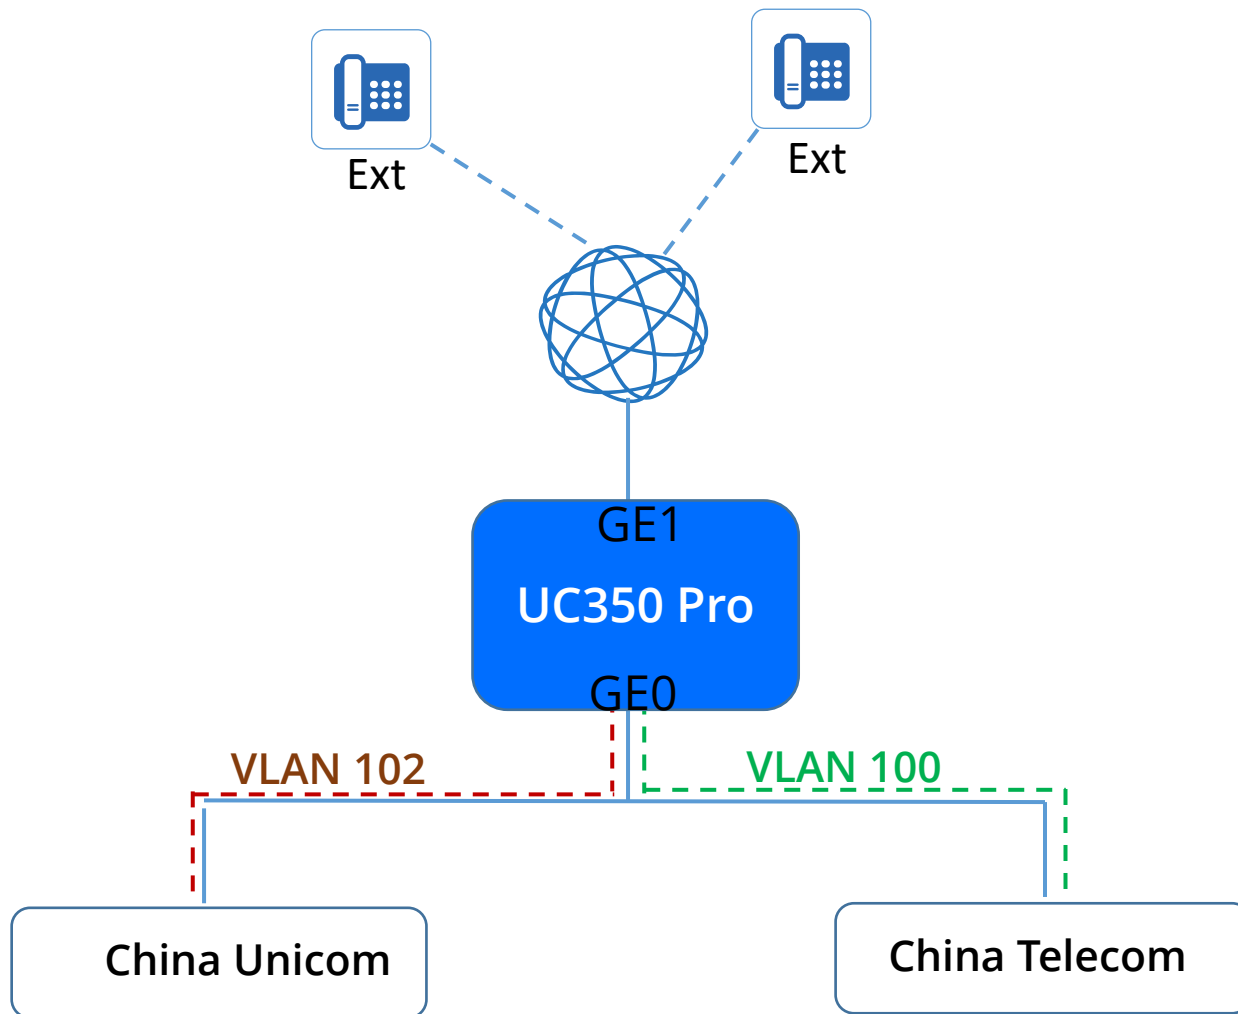 Ext
Ext
GE1
UC350 Pro
GE0
VLAN 102
VLAN 100
China Unicom
China Telecom